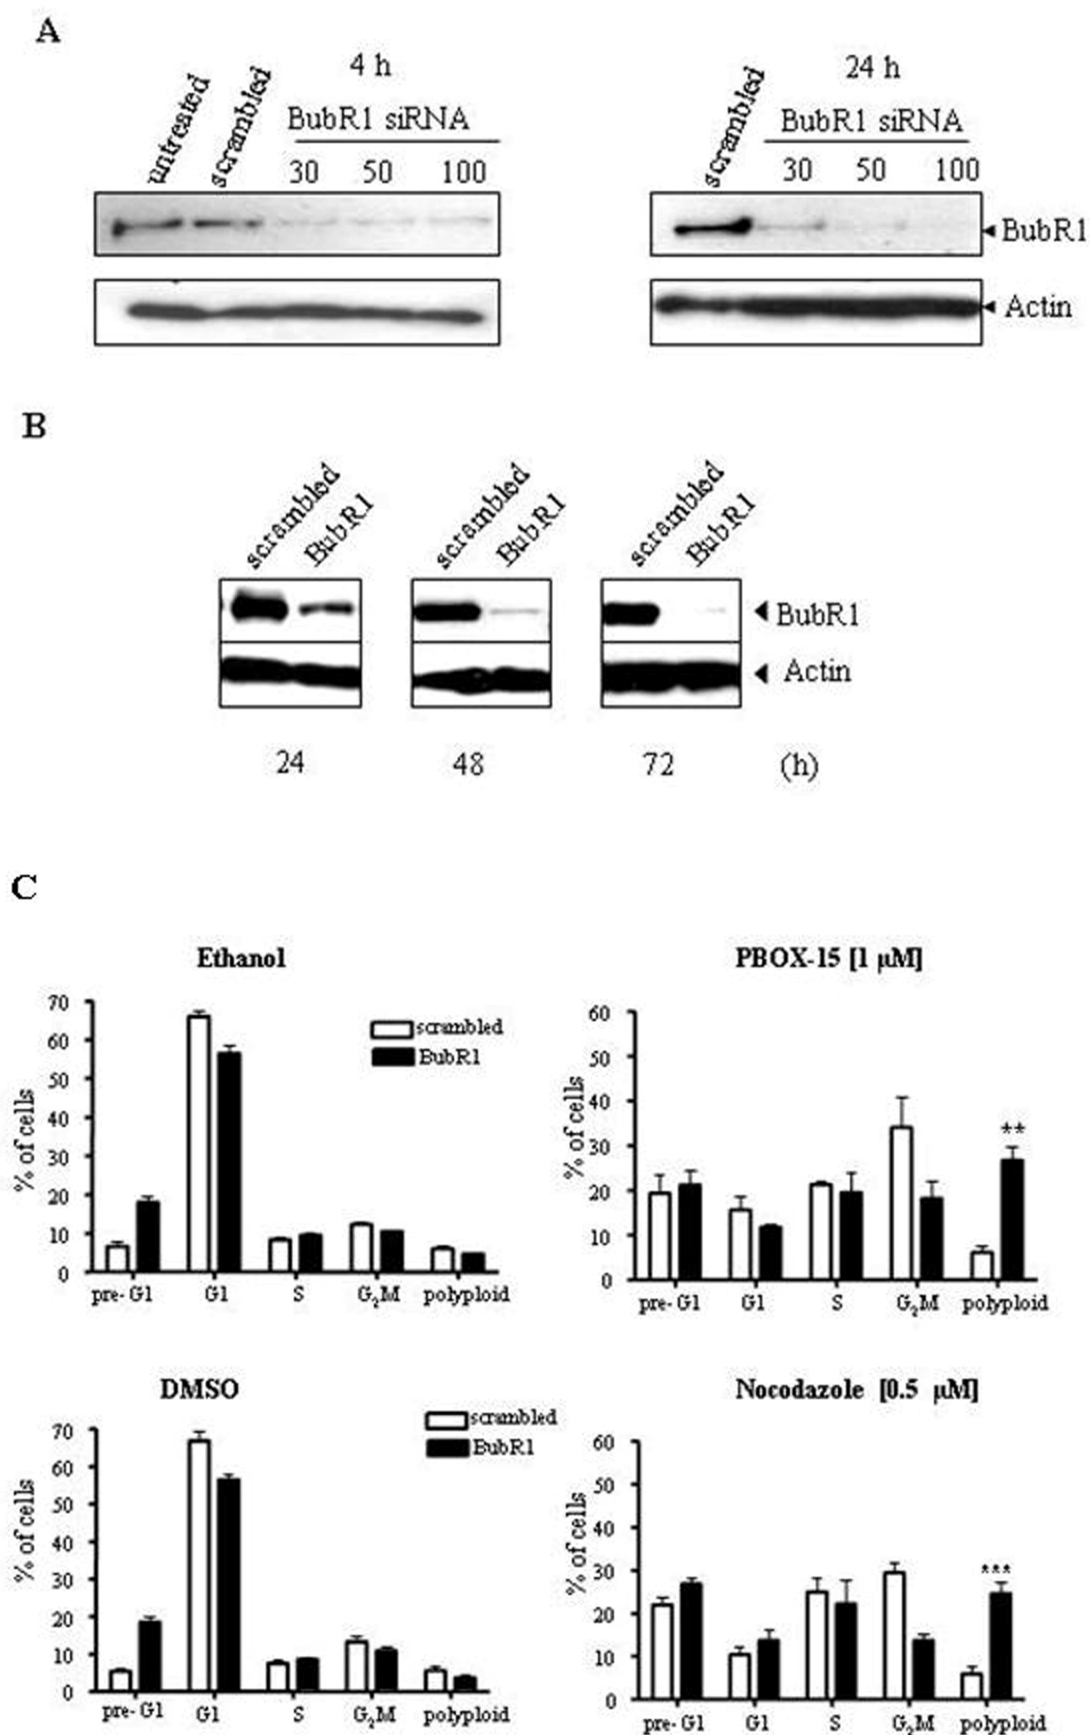 A
untreated
scrambled
4 h
BubR1 siRNA
30 50 100
scrambled
24 h
BubR1 siRNA
30 50 100
BubR1
Actin
B
scrambled
BubR1
scrambled
BubR1
scrambled
BubR1
BubR1
Actin
24 48 72 (h)
C
Ethanol
% of cells
70
60
50
40
30
20
10
0
scrambled
BubR1
pre-G1 G1 S G₂M polyploid
PBOX-15 [1 µM]
% of cells
60
50
40
30
20
10
0
**
pre-G1 G1 S G₂M polyploid
DMSO
% of cells
70
60
50
40
30
20
10
0
scrambled
BubR1
pre-G1 G1 S G₂M polyploid
Nocodazole [0.5 µM]
% of cells
60
50
40
30
20
10
0
***
pre-G1 G1 S G₂M polyploid